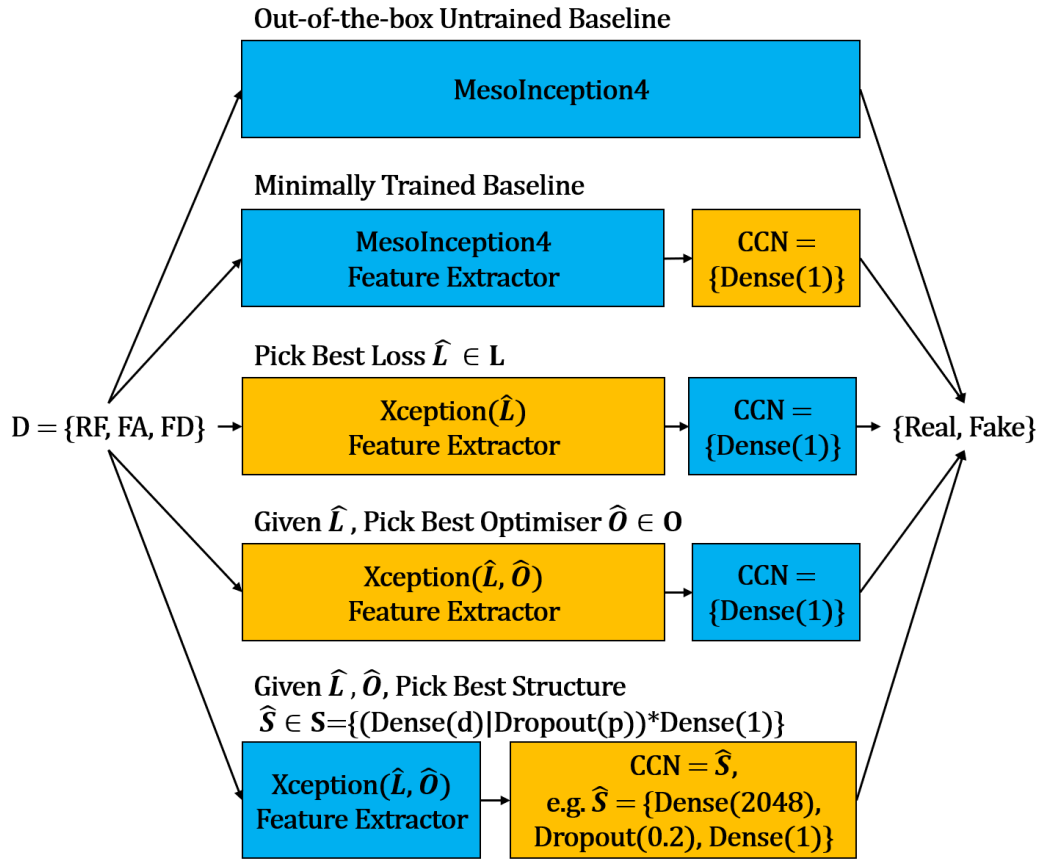 Out-of-the-box Untrained Baseline
MesoInception4
Minimally Trained Baseline
MesoInception4
Feature Extractor
CCN =
{Dense(1)}
Pick Best Loss L̂ ∈ L
D = {RF, FA, FD}
Xception(L̂)
Feature Extractor
CCN =
{Dense(1)}
{Real, Fake}
Given L̂ , Pick Best Optimiser Ô ∈ O
Xception(L̂, Ô)
Feature Extractor
CCN =
{Dense(1)}
Given L̂ , Ô, Pick Best Structure
Ŝ ∈ S={(Dense(d)|Dropout(p))*Dense(1)}
Xception(L̂, Ô)
Feature Extractor
CCN = Ŝ,
e.g. Ŝ = {Dense(2048),
Dropout(0.2), Dense(1)}